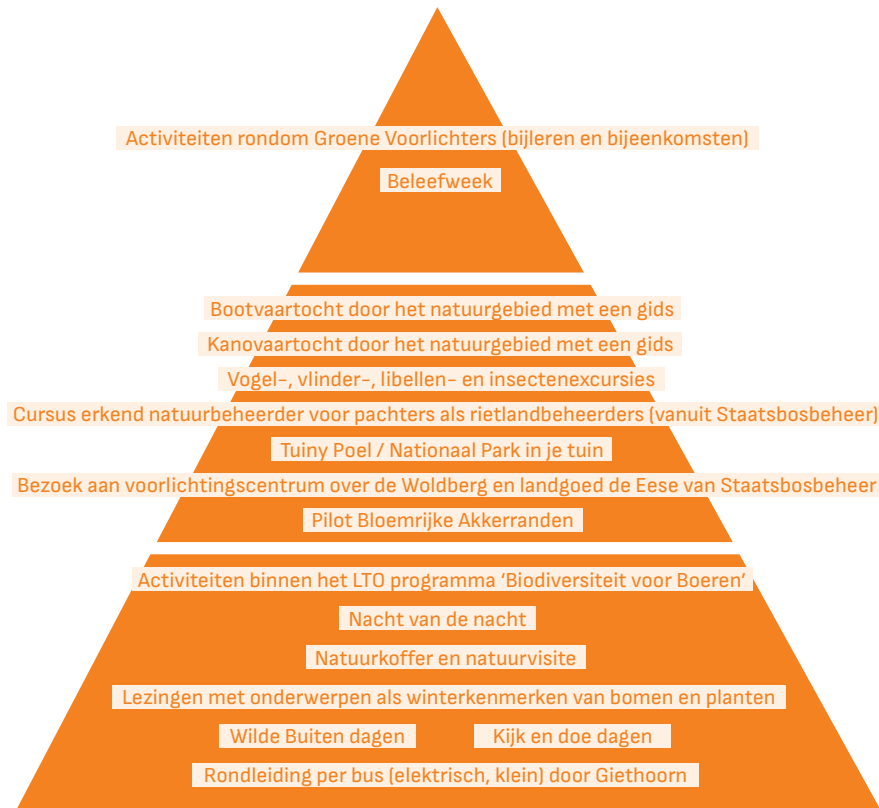 Activiteiten rondom Groene Voorlichters (bijleren en bijeenkomsten)
Beleefweek
Bootvaartocht door het natuurgebied met een gids
Kanovaartocht door het natuurgebied met een gids
Vogel-, vlinder-, libellen- en insectenexcursies
Cursus erkend natuurbeheerder voor pachters als rietlandbeheerders (vanuit Staatsbosbeheer)
Tuiny Poel / Nationaal Park in je tuin
Bezoek aan voorlichtingscentrum over de Woldberg en landgoed de Eese van Staatsbosbeheer
Pilot Bloemrijke Akkerranden
Activiteiten binnen het LTO programma ‘Biodiversiteit voor Boeren’
Nacht van de nacht
Natuurkoffer en natuurvisite
Lezingen met onderwerpen als winterkenmerken van bomen en planten
Wilde Buiten dagen Kijk en doe dagen
Rondleiding per bus (elektrisch, klein) door Giethoorn